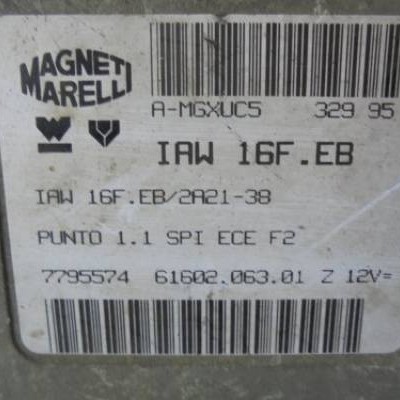 MAGNETI
MARELLI
A-MGXUC5 329 95
IAW 16F.EB
IAW 16F.EB/2A21-38
PUNTO 1.1 SPI ECE F2
7795574 61602.063.01 Z 12V=